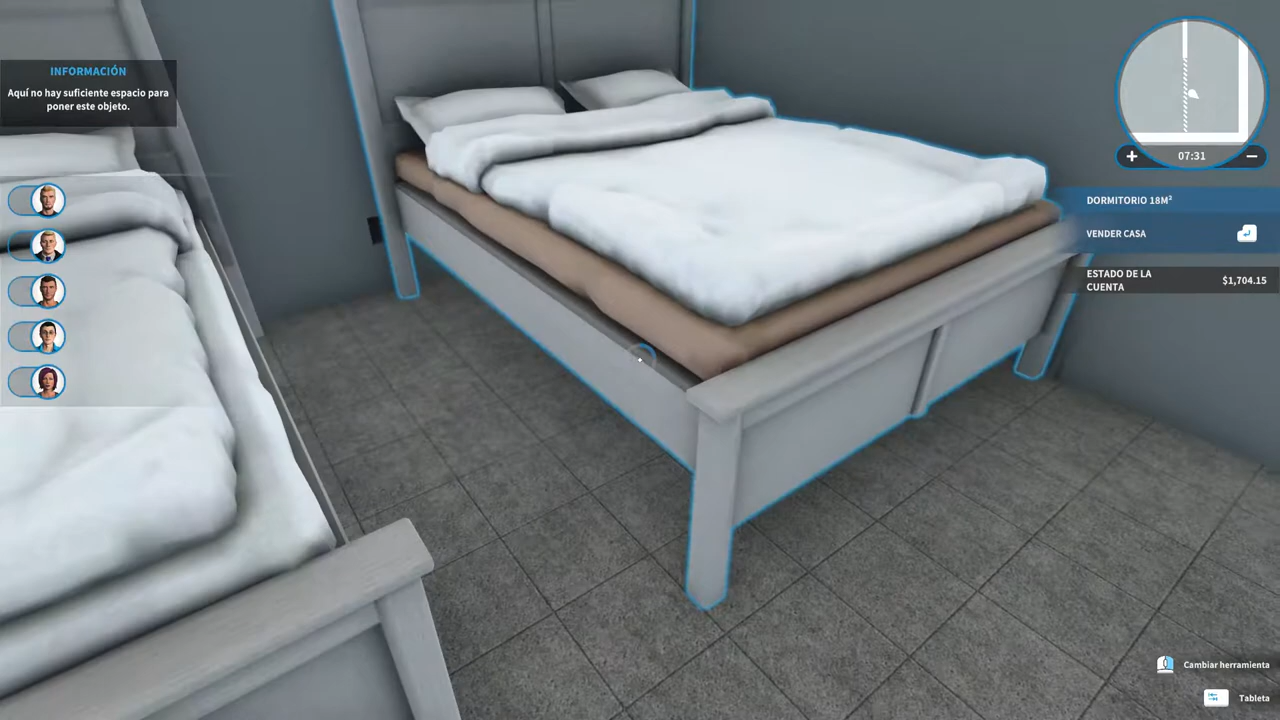 INFORMACIÓN
Aquí no hay suficiente espacio para
poner este objeto.
07:31
DORMITORIO 18M²
VENDER CASA
ESTADO DE LA
CUENTA
$1,704.15
Cambiar herramienta
Tableta